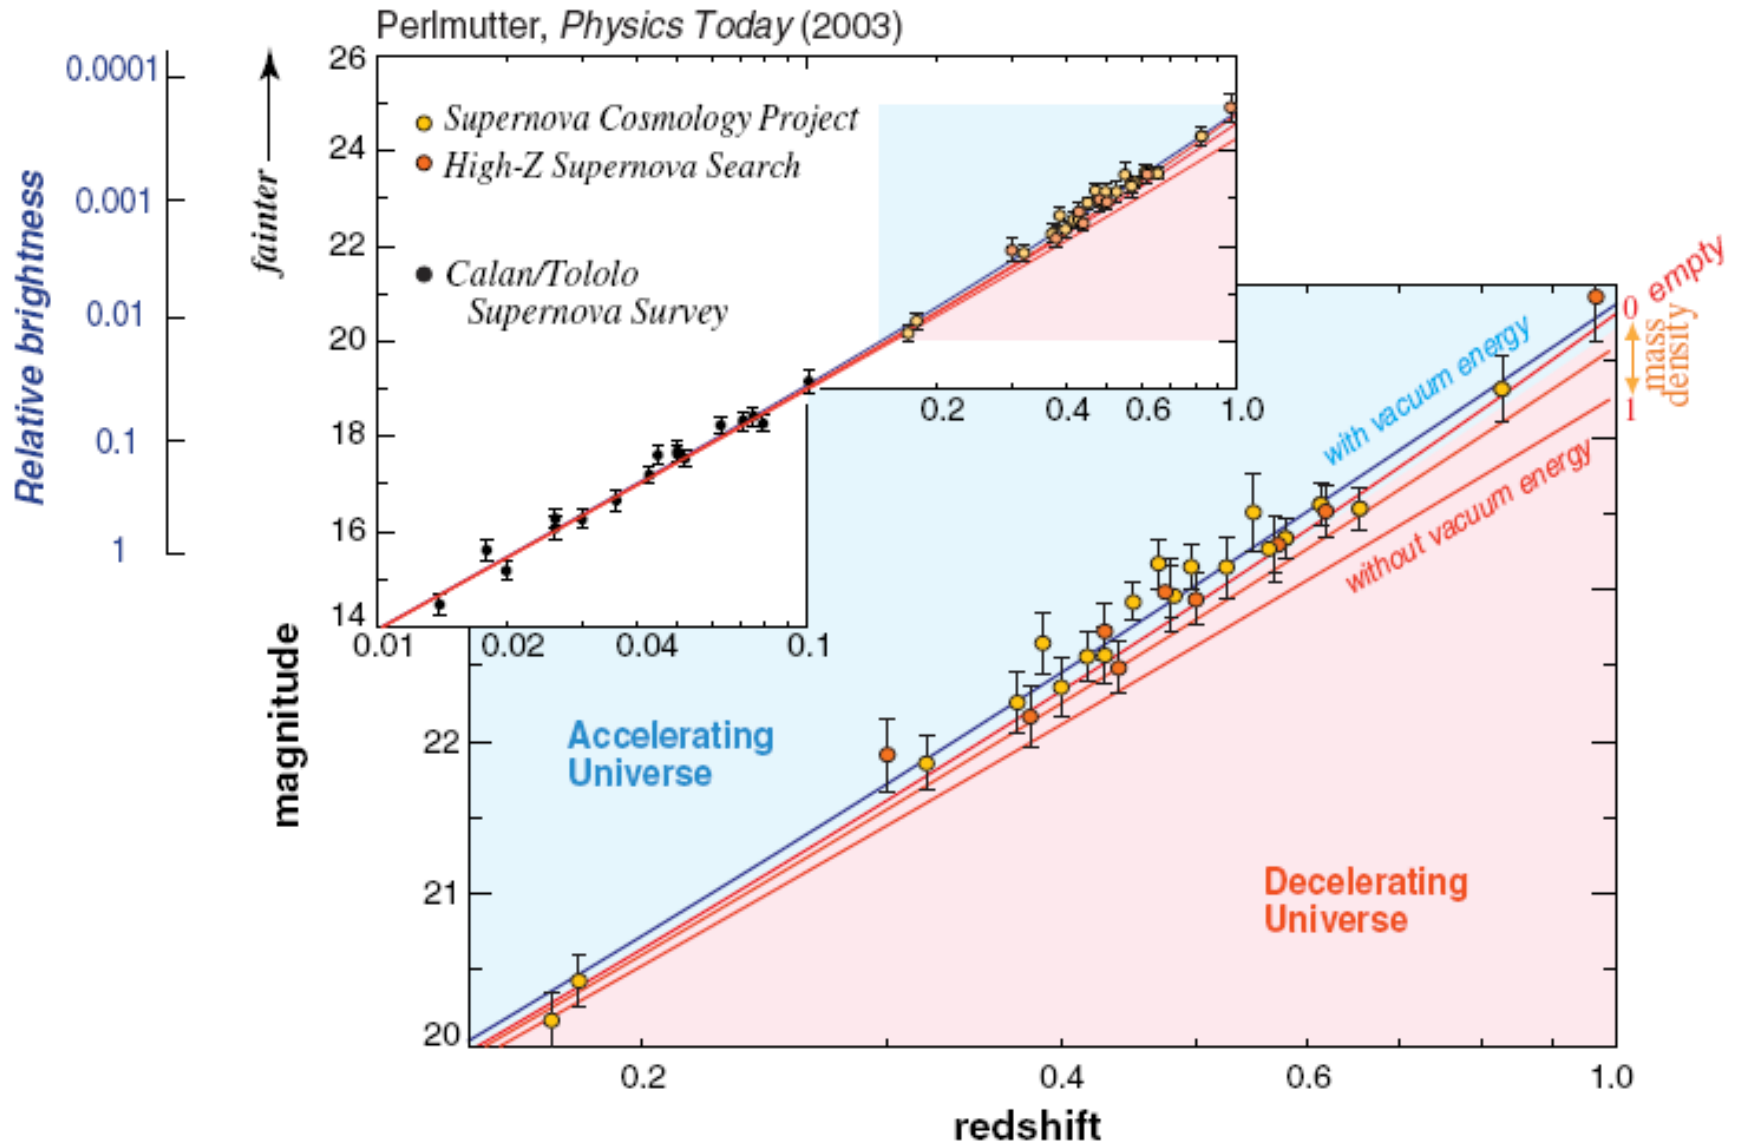 Perlmutter, Physics Today (2003)
0.0001
0.001
0.01
0.1
1
Relative brightness
fainter
26
24
22
20
18
16
14
Supernova Cosmology Project
High-Z Supernova Search
Calan/Tololo
Supernova Survey
0.2
0.4
0.6
1.0
0.01
0.02
0.04
0.1
magnitude
22
21
20
0 empty
mass
density
1
with vacuum energy
without vacuum energy
Accelerating
Universe
Decelerating
Universe
0.2
0.4
0.6
1.0
redshift